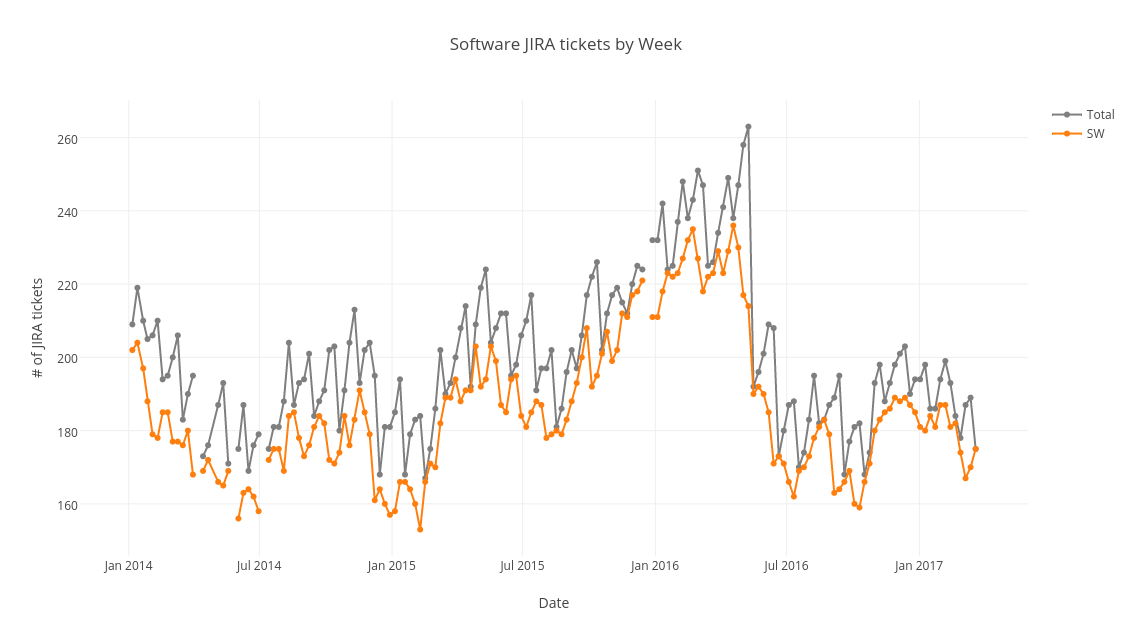 Software JIRA tickets by Week
Total
SW
260
240
220
200
180
160
# of JIRA tickets
Jan 2014
Jul 2014
Jan 2015
Jul 2015
Jan 2016
Jul 2016
Jan 2017
Date